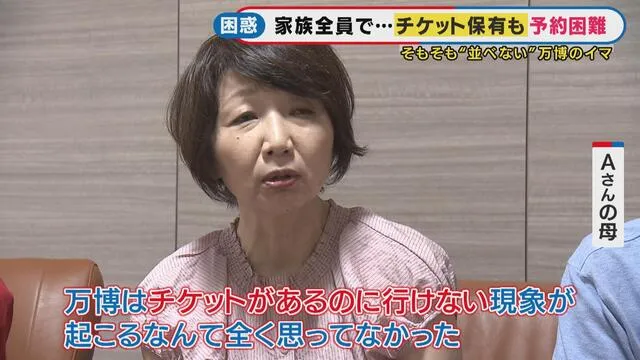 困惑 家族全員で…チケット保有も予約困難
そもそも“並べない”万博のイマ
Aさんの母
万博はチケットがあるのに行けない現象が
起こるなんて全く思ってなかった